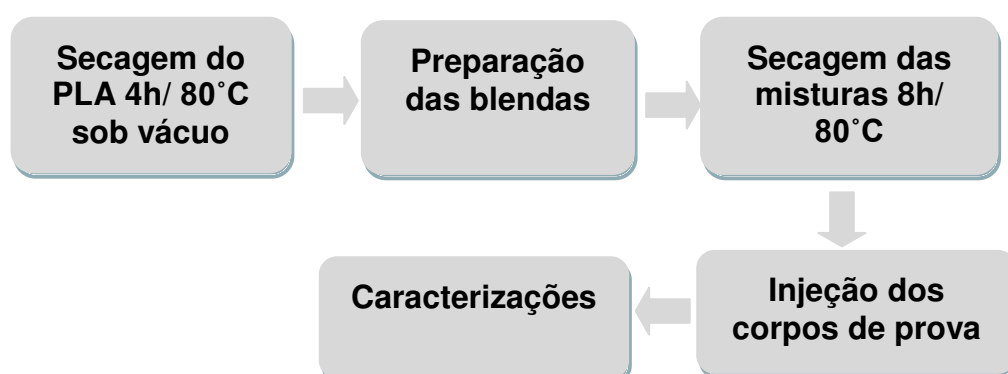 Secagem do
PLA 4h/ 80˚C
sob vácuo
Preparação
das blendas
Secagem das
misturas 8h/
80˚C
Injeção dos
corpos de prova
Caracterizações